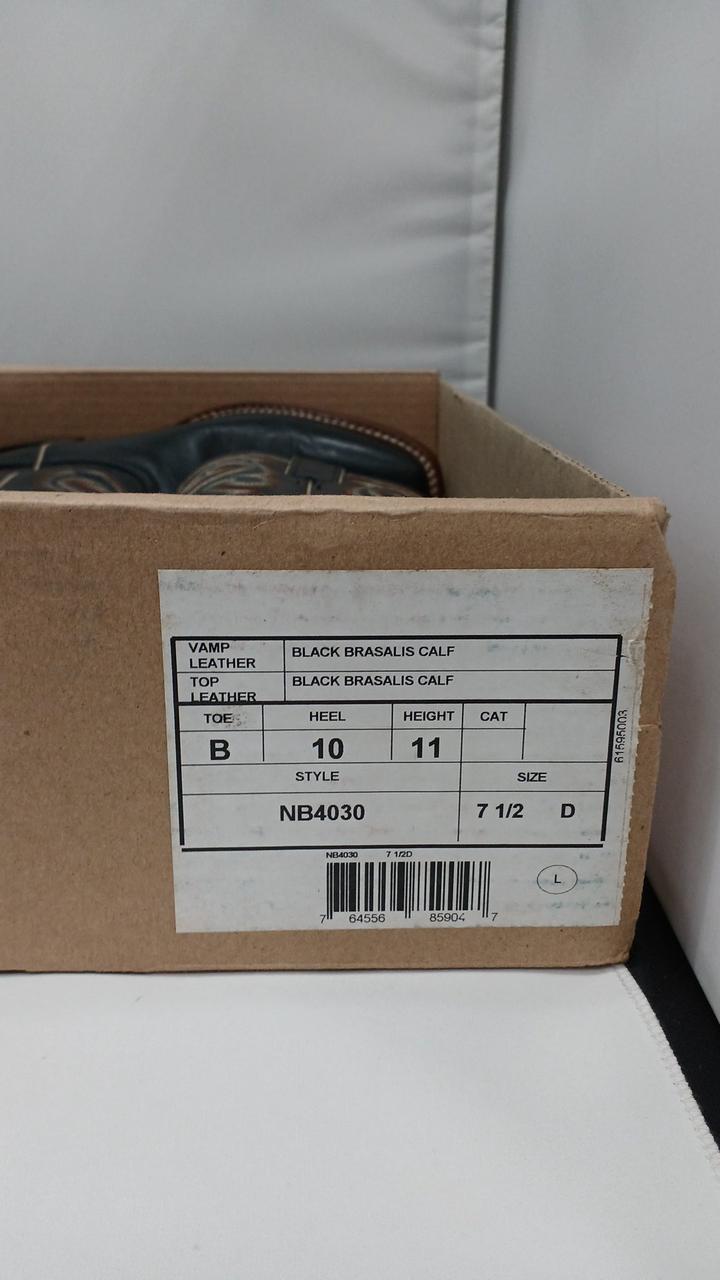 VAMP LEATHER BLACK BRASALIS CALF
TOP LEATHER BLACK BRASALIS CALF
TOE HEEL HEIGHT CAT
B 10 11
STYLE SIZE
NB4030 7 1/2 D
NB4030 7 1/2D
L
7 64556 85904 7
61595003